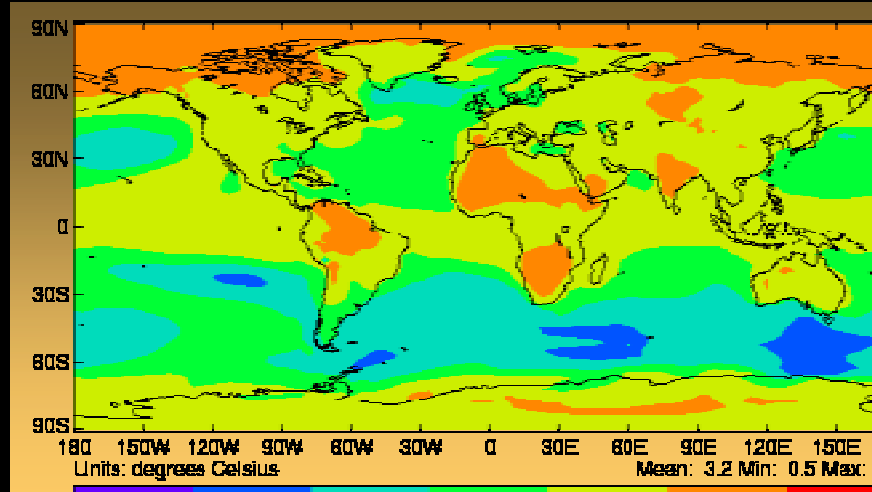 90N
60N
30N
0
30S
60S
90S
180 150W 120W 90W 60W 30W 0 30E 60E 90E 120E 150E
Units: degrees Celsius Mean: 3.2 Min: 0.5 Max: